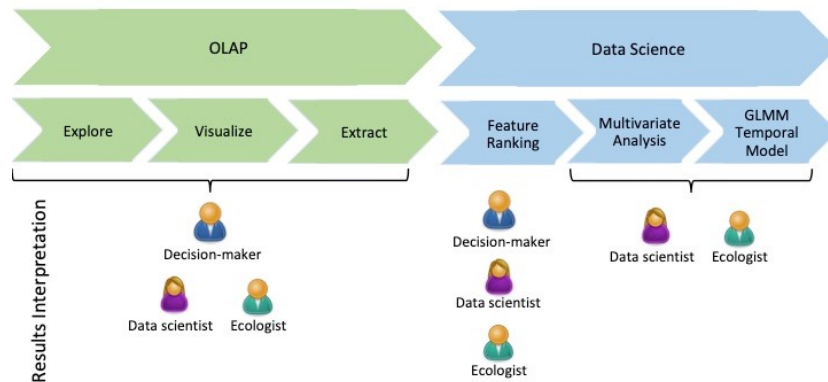 OLAP
Data Science
Explore
Visualize
Extract
Feature
Ranking
Multivariate
Analysis
GLMM
Temporal
Model
Results Interpretation
Decision-maker
Data scientist
Ecologist
Decision-maker
Data scientist
Ecologist
Data scientist
Ecologist